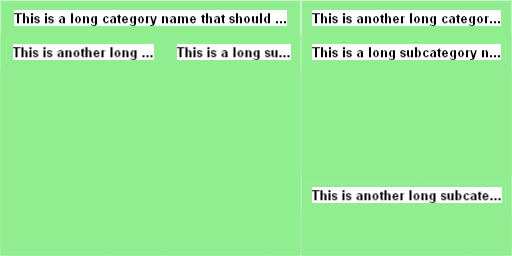 This is a long category name that should ...
This is another long categor...
This is another long ...
This is a long su...
This is a long subcategory n...
This is another long subcate...